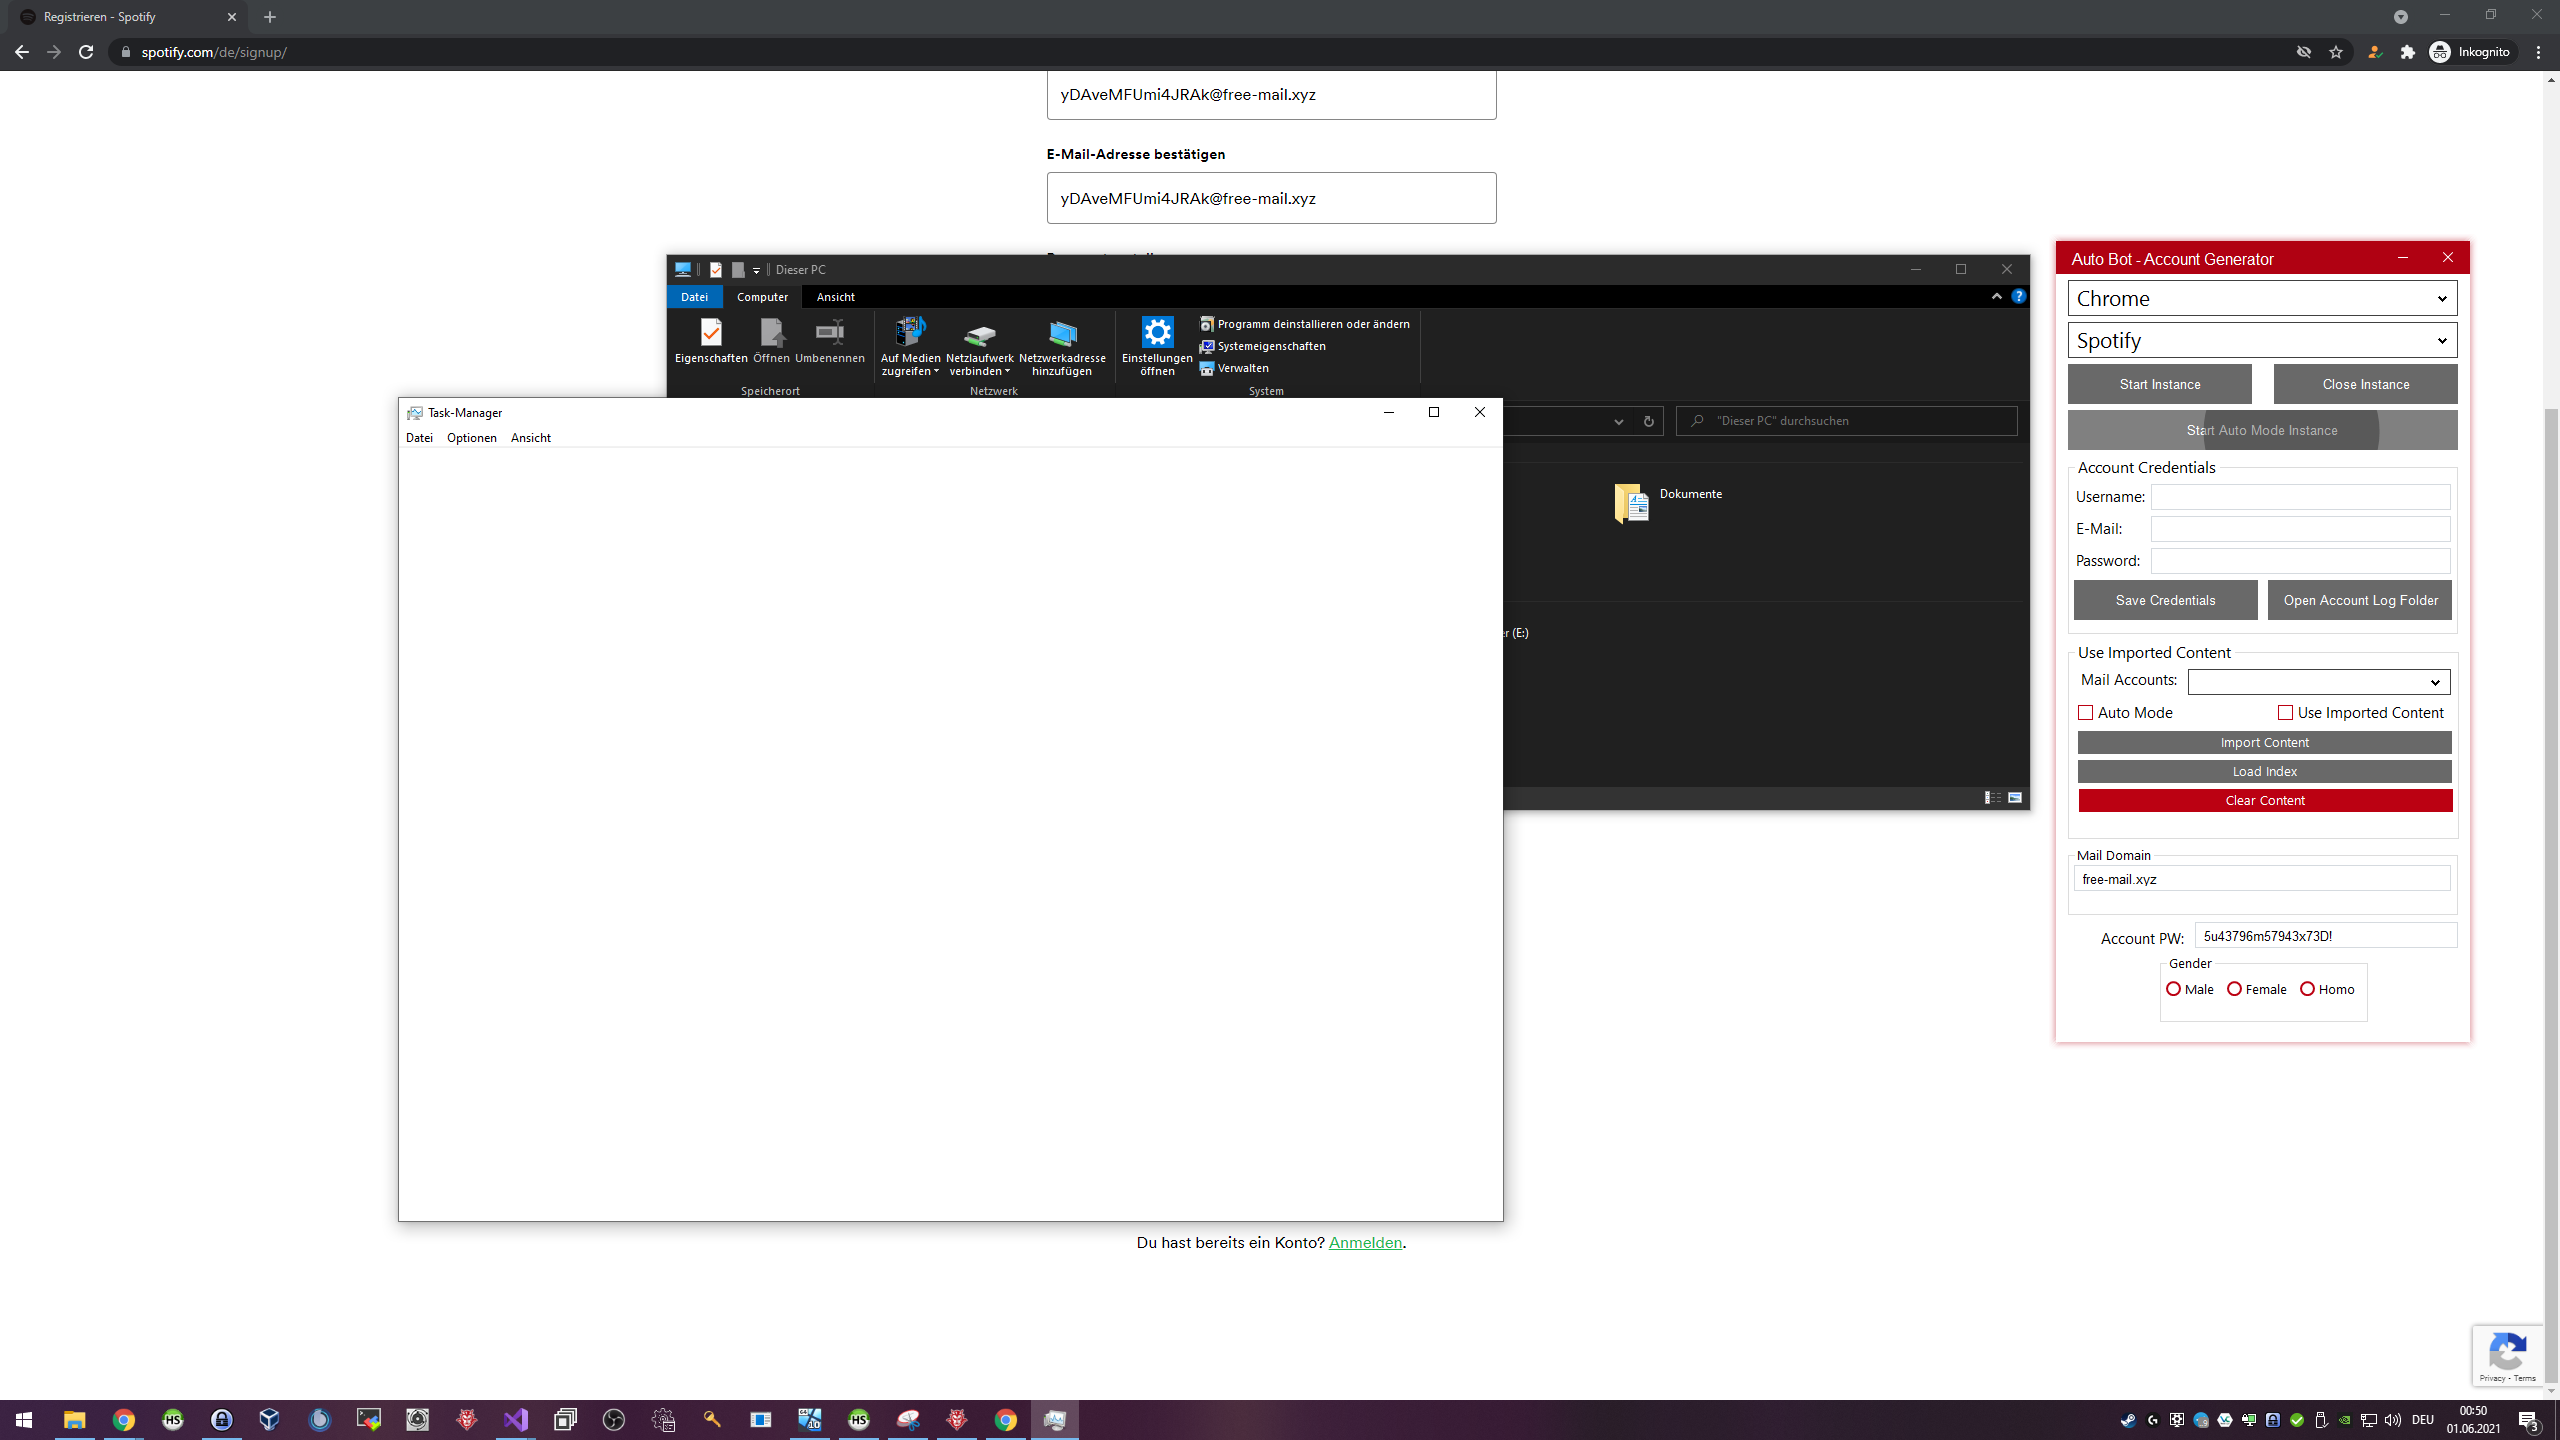 Registrieren - Spotify
spotify.com/de/signup/
Inkognito
yDAveMFUmi4JRAk@free-mail.xyz
E-Mail-Adresse bestätigen
yDAveMFUmi4JRAk@free-mail.xyz
Dieser PC
Datei Computer Ansicht
Eigenschaften Öffnen Umbenennen
Auf Medien zugreifen
Netzlaufwerk verbinden
Netzwerkadresse hinzufügen
Einstellungen öffnen
Programm deinstallieren oder ändern
Systemeigenschaften
Verwalten
Speicherort Netzwerk System
"Dieser PC" durchsuchen
Dokumente
(E:)
Task-Manager
Datei Optionen Ansicht
Auto Bot - Account Generator
Chrome
Spotify
Start Instance Close Instance
Start Auto Mode Instance
Account Credentials
Username:
E-Mail:
Password:
Save Credentials Open Account Log Folder
Use Imported Content
Mail Accounts:
Auto Mode Use Imported Content
Import Content
Load Index
Clear Content
Mail Domain
free-mail.xyz
Account PW: 5u43796m57943x73D!
Gender
Male Female Homo
Du hast bereits ein Konto? Anmelden.
Privacy - Terms
HS
64
10
HS
DEU
00:50
01.06.2021
3